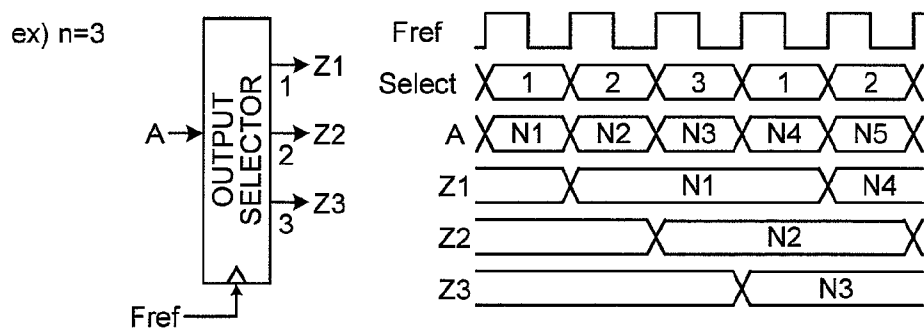 ex) n=3
A
OUTPUT
SELECTOR
1
Z1
2
Z2
3
Z3
Fref
Fref
Select 1 2 3 1 2
A N1 N2 N3 N4 N5
Z1 N1 N4
Z2 N2
Z3 N3